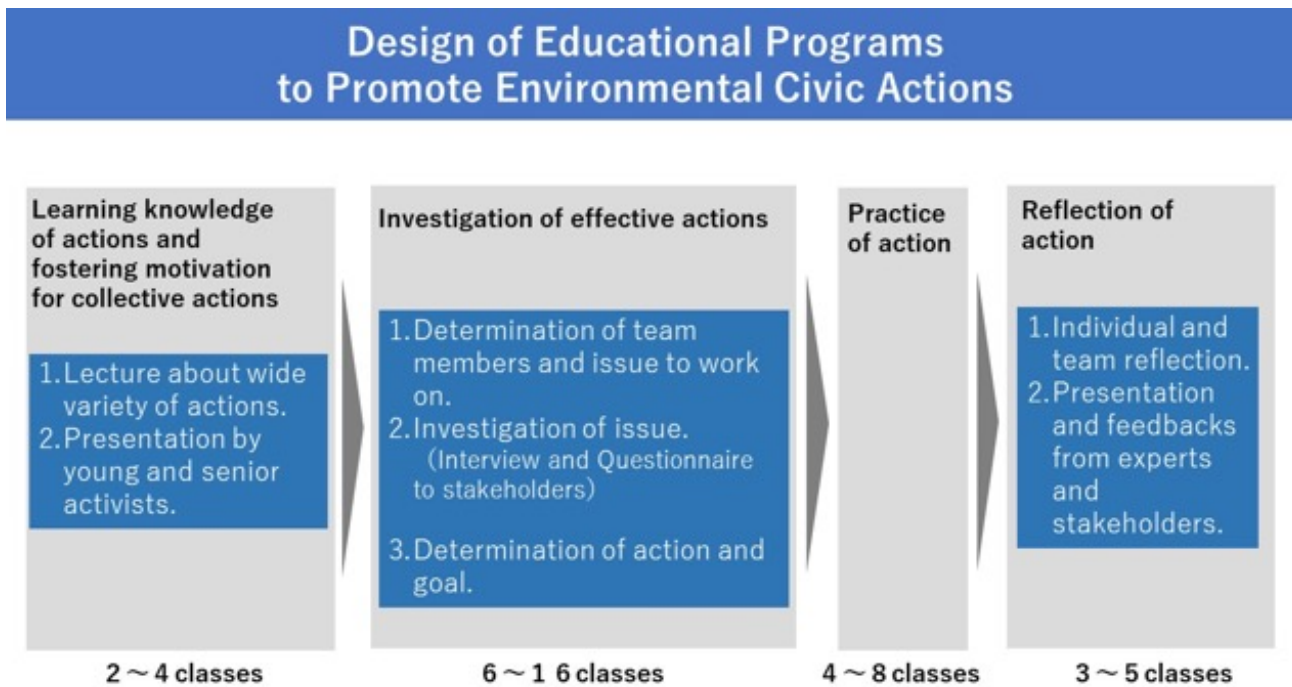 Design of Educational Programs
to Promote Environmental Civic Actions
Learning knowledge
of actions and
fostering motivation
for collective actions
1.Lecture about wide
variety of actions.
2.Presentation by
young and senior
activists.
2～4 classes
Investigation of effective actions
1.Determination of team
members and issue to work
on.
2.Investigation of issue.
（Interview and Questionnaire
to stakeholders）
3.Determination of action and
goal.
6～1 6 classes
Practice
of action
4～8 classes
Reflection of
action
1.Individual and
team reflection.
2.Presentation
and feedbacks
from experts
and
stakeholders.
3～5 classes